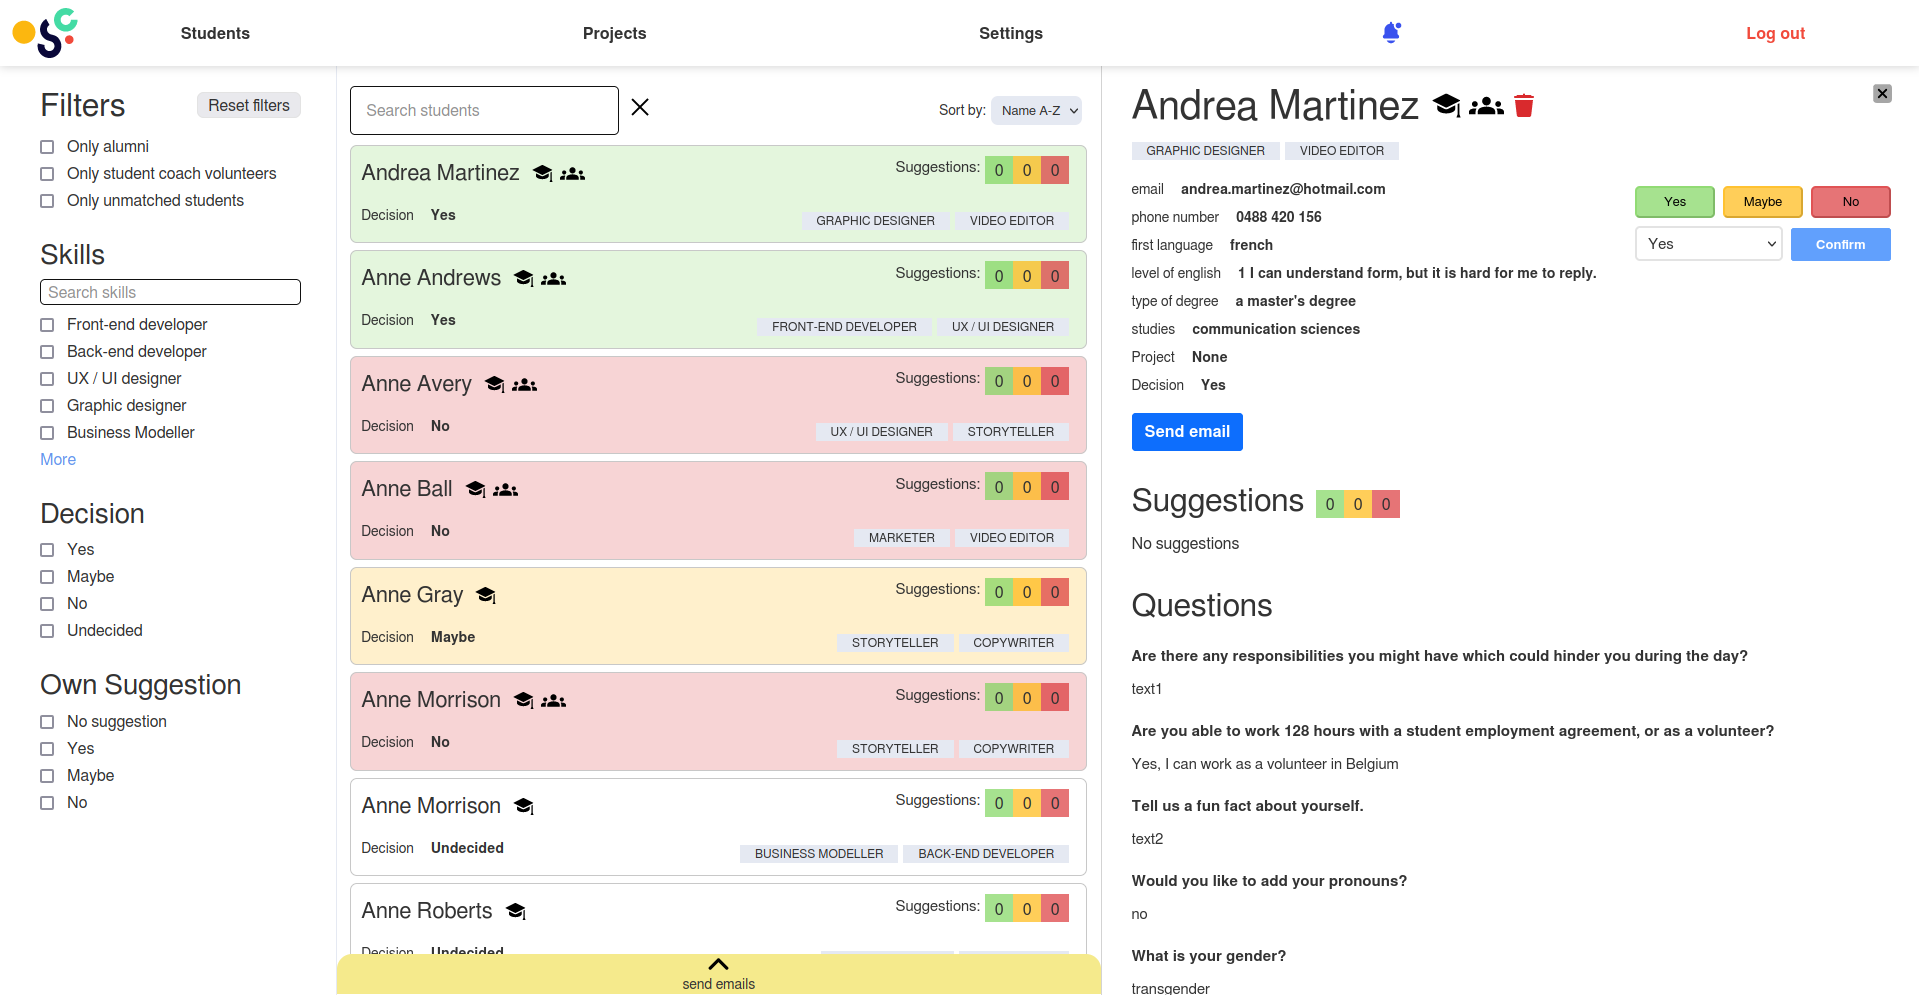 Students
Projects
Settings
Log out
Filters
Reset filters
Only alumni
Only student coach volunteers
Only unmatched students
Skills
Search skills
Front-end developer
Back-end developer
UX / UI designer
Graphic designer
Business Modeller
More
Decision
Yes
Maybe
No
Undecided
Own Suggestion
No suggestion
Yes
Maybe
No
Search students
Sort by: Name A-Z
Andrea Martinez
Suggestions: 0 0 0
Decision Yes
GRAPHIC DESIGNER VIDEO EDITOR
Anne Andrews
Suggestions: 0 0 0
Decision Yes
FRONT-END DEVELOPER UX / UI DESIGNER
Anne Avery
Suggestions: 0 0 0
Decision No
UX / UI DESIGNER STORYTELLER
Anne Ball
Suggestions: 0 0 0
Decision No
MARKETER VIDEO EDITOR
Anne Gray
Suggestions: 0 0 0
Decision Maybe
STORYTELLER COPYWRITER
Anne Morrison
Suggestions: 0 0 0
Decision No
STORYTELLER COPYWRITER
Anne Morrison
Suggestions: 0 0 0
Decision Undecided
BUSINESS MODELLER BACK-END DEVELOPER
Anne Roberts
Suggestions: 0 0 0
Decision Undecided
send emails
Andrea Martinez
GRAPHIC DESIGNER VIDEO EDITOR
email andrea.martinez@hotmail.com
phone number 0488 420 156
first language french
level of english 1 I can understand form, but it is hard for me to reply.
type of degree a master's degree
studies communication sciences
Project None
Decision Yes
Yes Maybe No
Yes Confirm
Send email
Suggestions 0 0 0
No suggestions
Questions
Are there any responsibilities you might have which could hinder you during the day?
text1
Are you able to work 128 hours with a student employment agreement, or as a volunteer?
Yes, I can work as a volunteer in Belgium
Tell us a fun fact about yourself.
text2
Would you like to add your pronouns?
no
What is your gender?
transgender